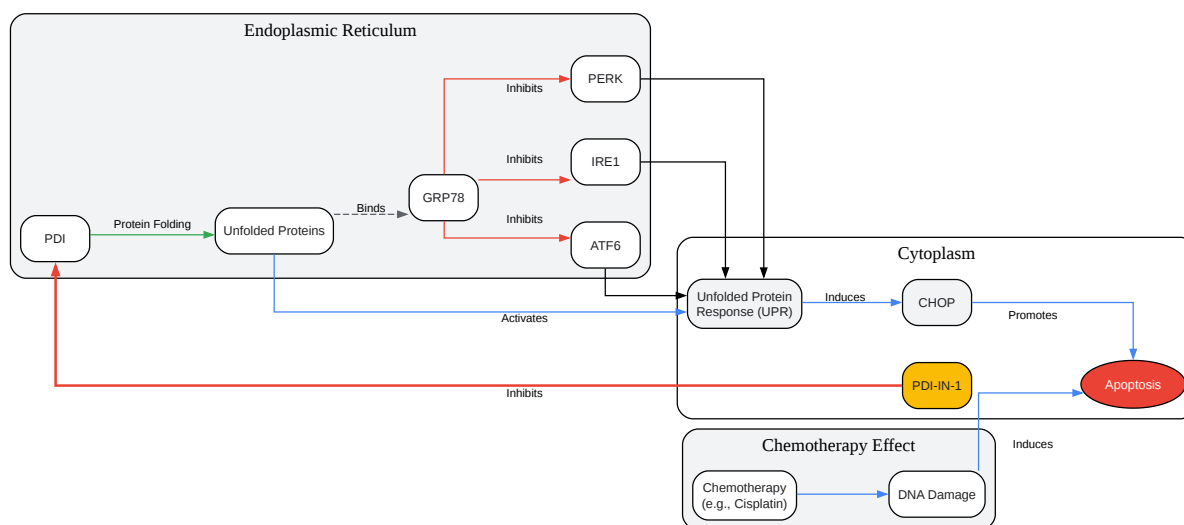 Endoplasmic Reticulum
PERK
Inhibits
Inhibits
IRE1
GRP78
Binds
Inhibits
Protein Folding
PDI
Unfolded Proteins
ATF6
Activates
Cytoplasm
Unfolded Protein
Response (UPR)
Induces
CHOP
Promotes
PDI-IN-1
Apoptosis
Inhibits
Chemotherapy Effect
Induces
Chemotherapy
(e.g., Cisplatin)
DNA Damage